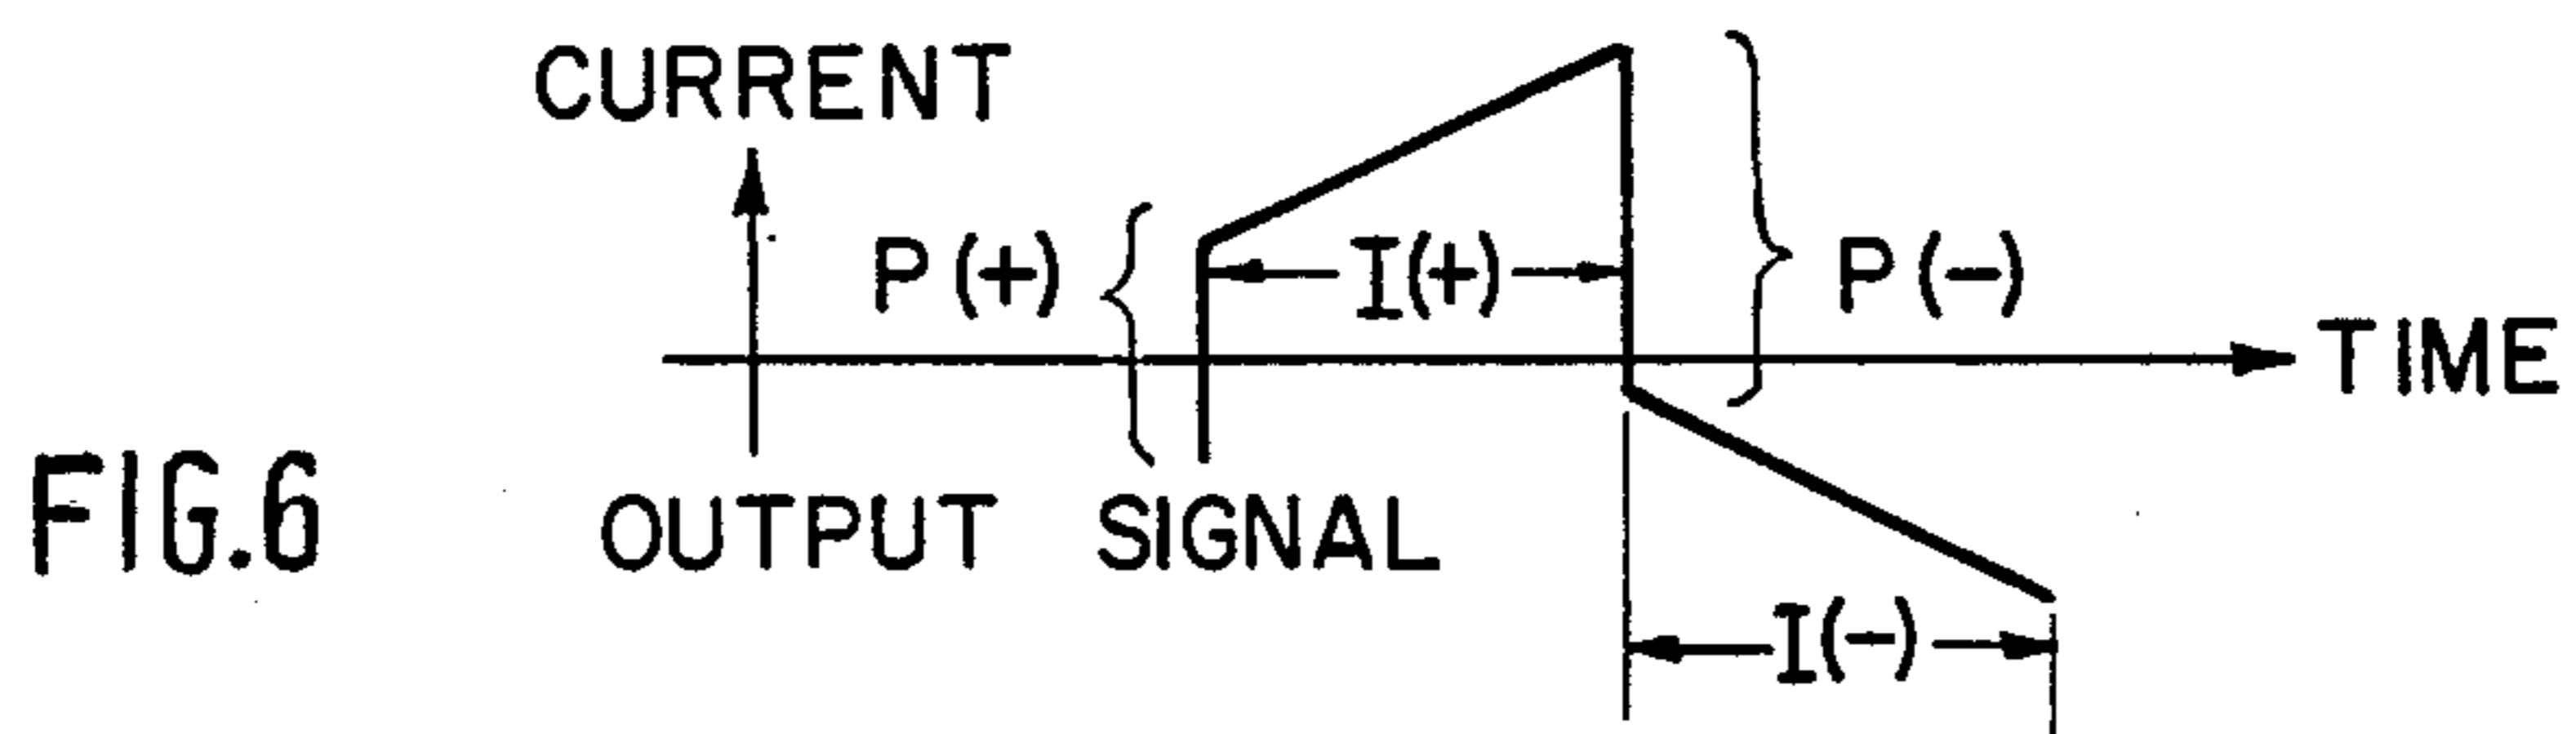 CURRENT
P(+)
I(+)
P(-)
TIME
FIG.6
OUTPUT SIGNAL
I(-)